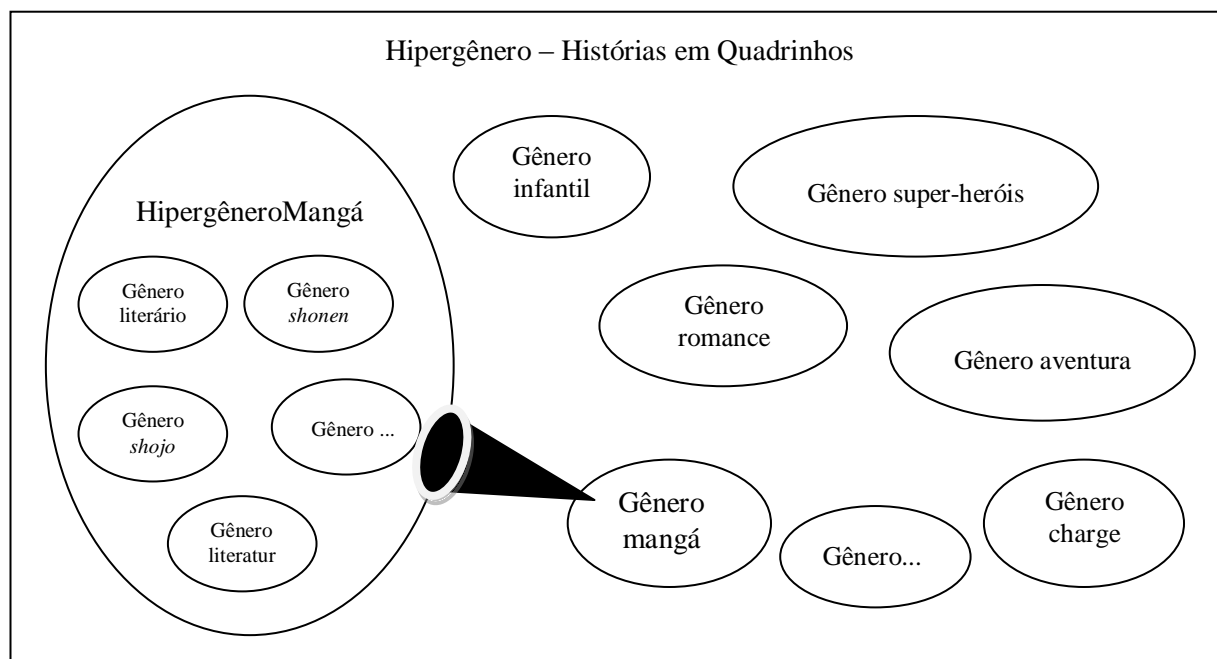 Hipergênero – Histórias em Quadrinhos
HipergêneroMangá
Gênero
literário
Gênero
shonen
Gênero
shojo
Gênero ...
Gênero
literatur
Gênero
infantil
Gênero super-heróis
Gênero
romance
Gênero aventura
Gênero
mangá
Gênero...
Gênero
charge